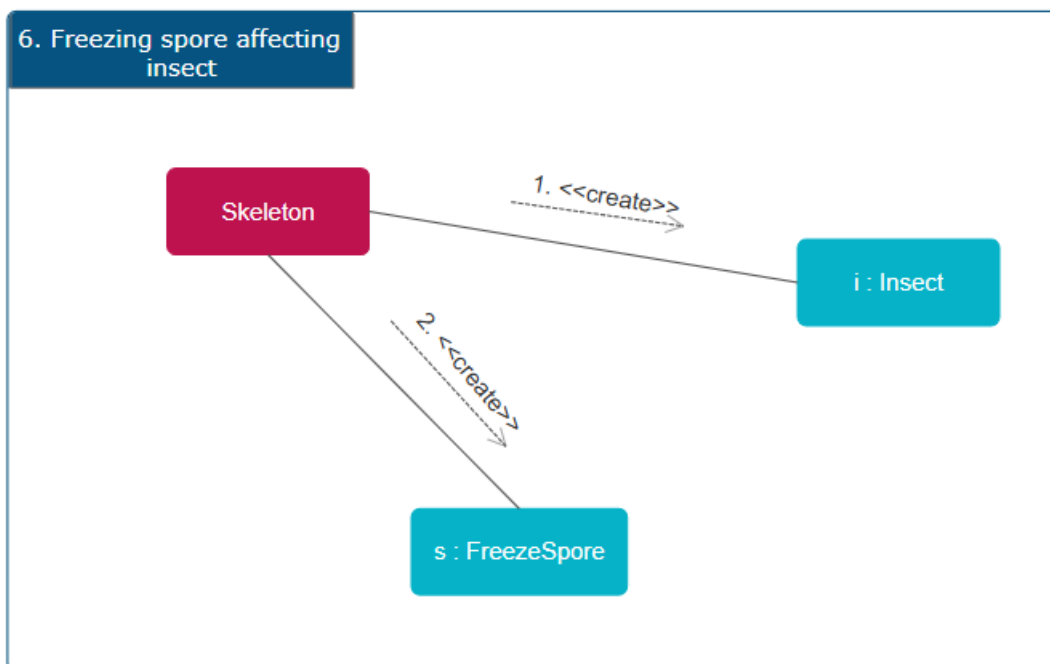 6. Freezing spore affecting
insect
Skeleton
1. <<create>>
i : Insect
2. <<create>>
s : FreezeSpore